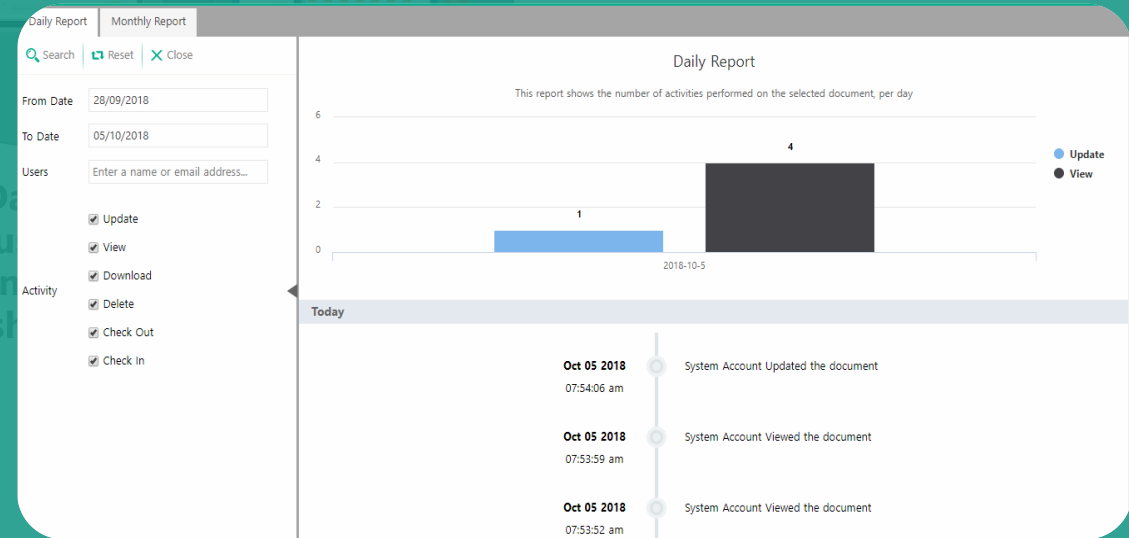 Daily Report
Monthly Report
Search
Reset
Close
From Date
28/09/2018
To Date
05/10/2018
Users
Enter a name or email address...
Activity
Update
View
Download
Delete
Check Out
Check In
Daily Report
This report shows the number of activities performed on the selected document, per day
6
4
2
0
1
4
2018-10-5
Update
View
Today
Oct 05 2018
07:54:06 am
System Account Updated the document
Oct 05 2018
07:53:59 am
System Account Viewed the document
Oct 05 2018
07:53:52 am
System Account Viewed the document